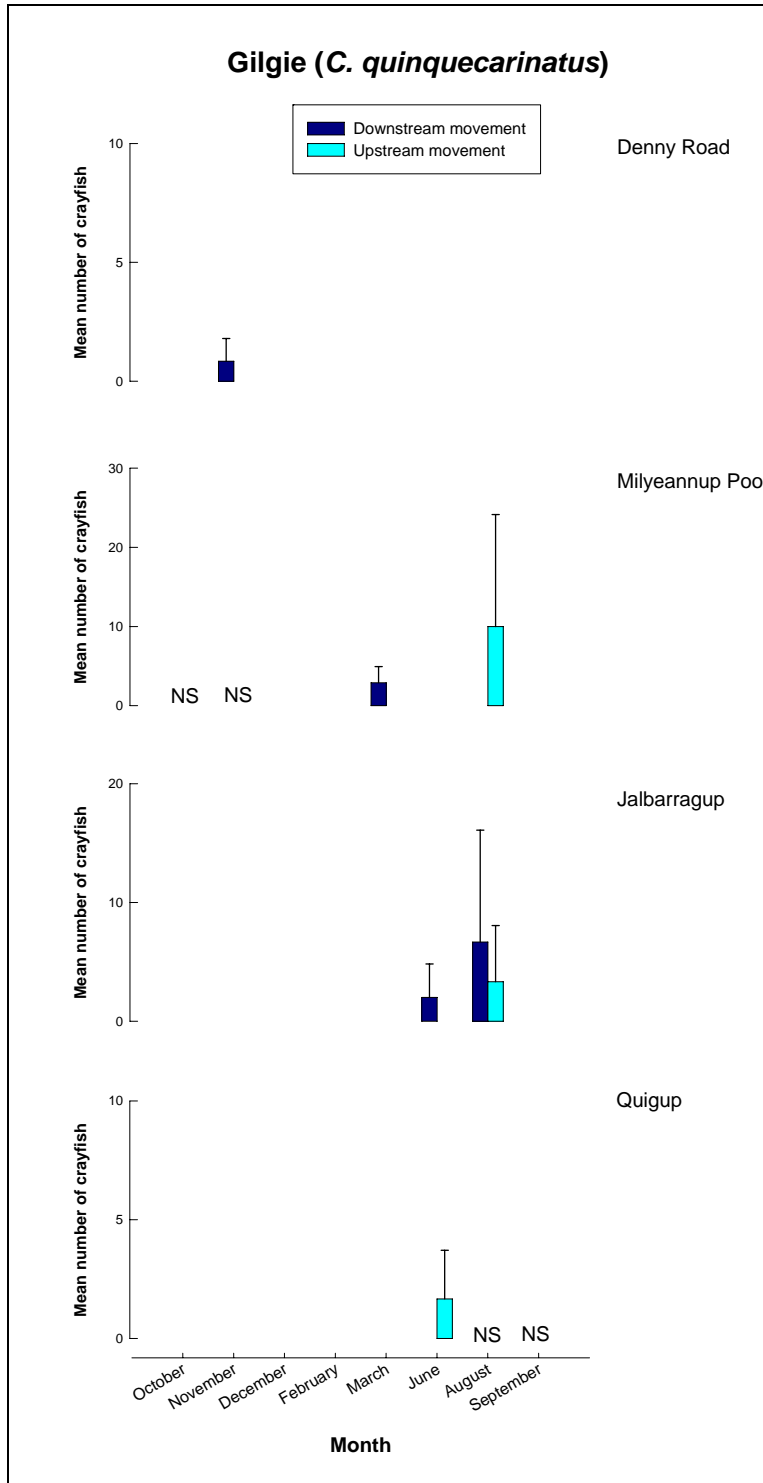 Gilgie (C. quinquecarinatus)
Downstream movement
Upstream movement
Denny Road
Mean number of crayfish
10
5
0
Milyeannup Poo
Mean number of crayfish
30
20
10
0
NS NS
Jalbarragup
Mean number of crayfish
20
10
0
Quigup
Mean number of crayfish
10
5
0
NS NS
October November December February March June August September
Month